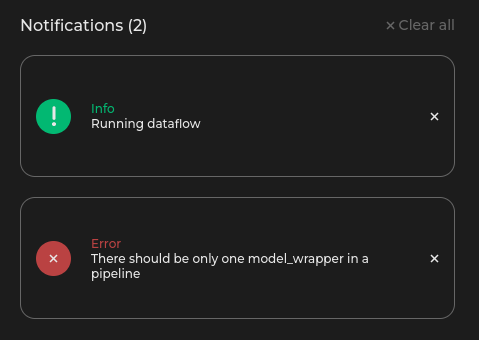 Notifications (2)
× Clear all
Info
Running dataflow
Error
There should be only one model_wrapper in a
pipeline